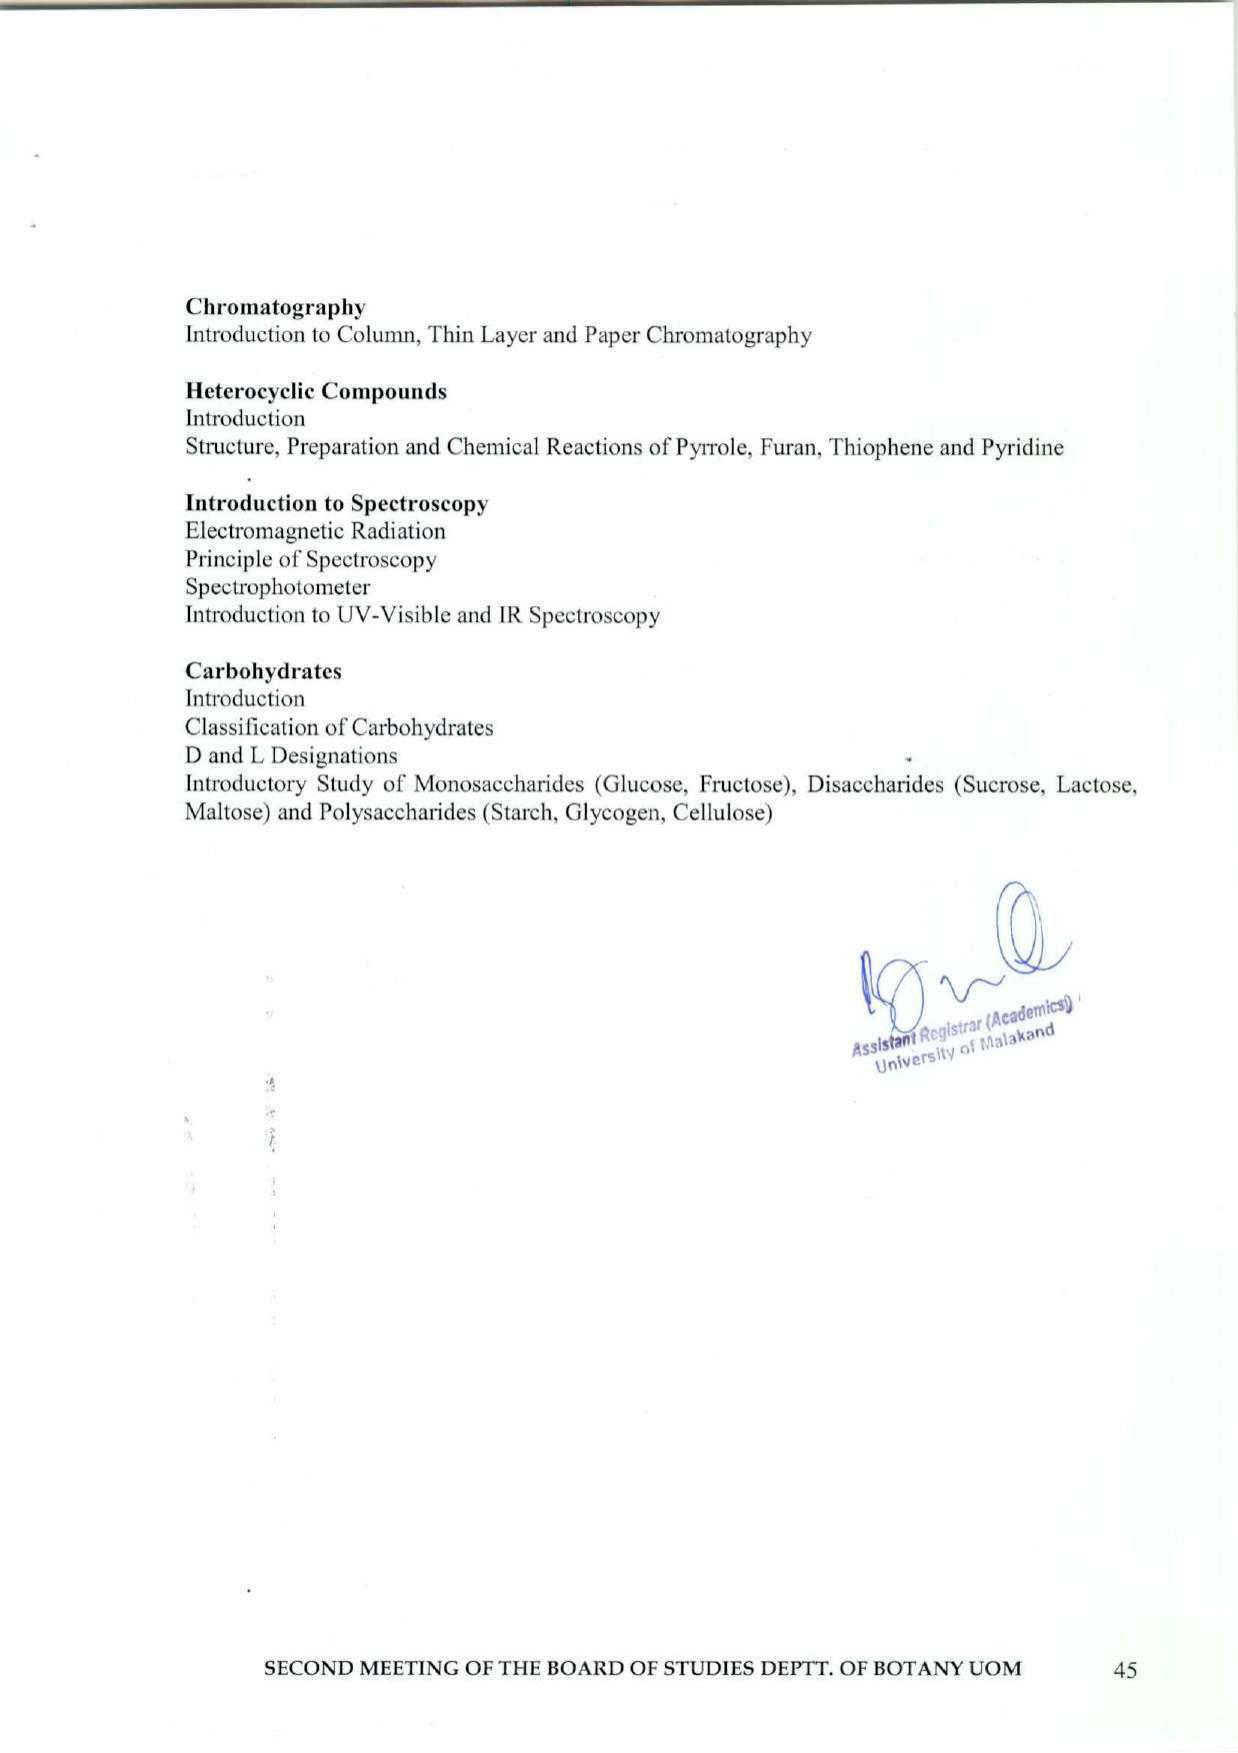 Chromatography
Introduction to Column, Thin Layer and Paper Chromatography
Heterocyclic Compounds
Introduction
Structure, Preparation and Chemical Reactions of Pyrrole, Furan, Thiophene and Pyridine
Introduction to Spectroscopy
Electromagnetic Radiation
Principle of Spectroscopy
Spectrophotometer
Introduction to UV-Visible and IR Spectroscopy
Carbohydrates
Introduction
Classification of Carbohydrates
D and L Designations
Introductory Study of Monosaccharides (Glucose, Fructose), Disaccharides (Sucrose, Lactose,
Maltose) and Polysaccharides (Starch, Glycogen, Cellulose)
Assistant Registrar (Academics)
University of Malakand
SECOND MEETING OF THE BOARD OF STUDIES DEPTT. OF BOTANY UOM 45